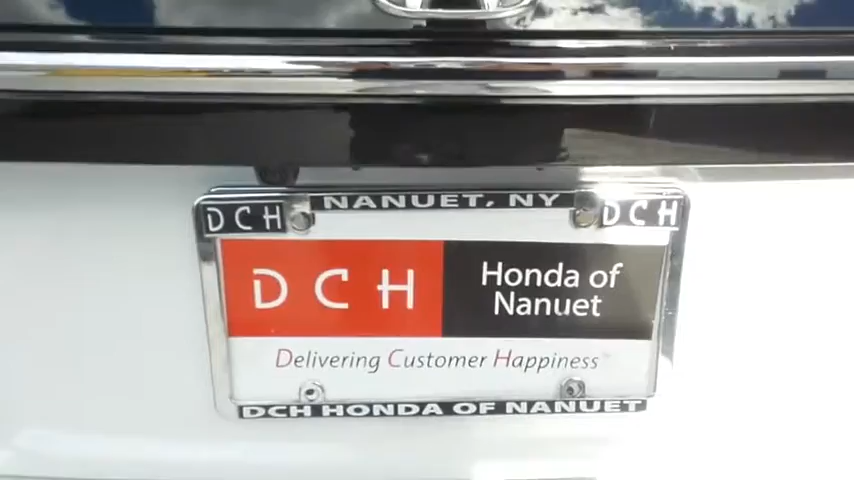 NANUET, NY
DCH DCH
DCH Honda of
Nanuet
Delivering Customer Happiness
DCH HONDA OF NANUET